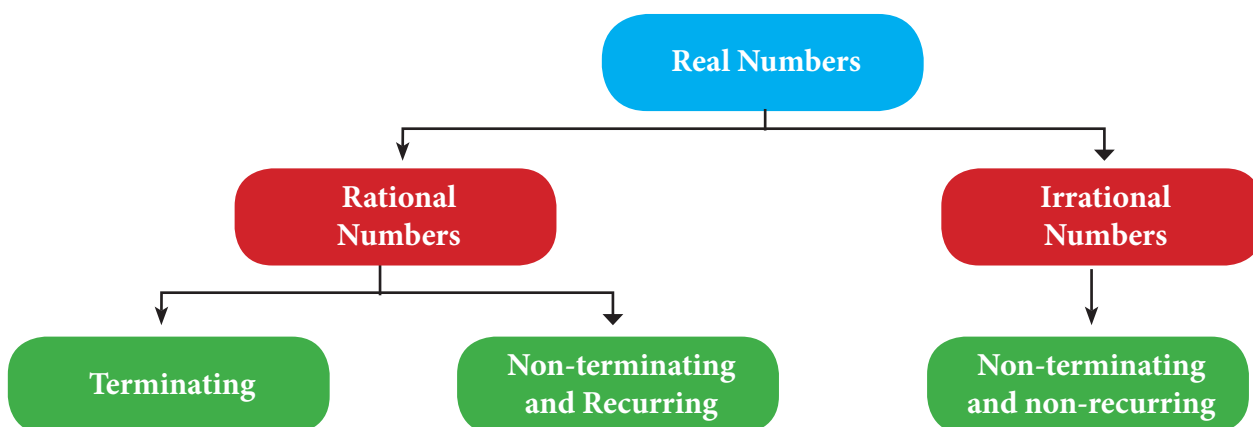 Real Numbers
Rational
Numbers
Irrational
Numbers
Terminating
Non-terminating
and Recurring
Non-terminating
and non-recurring